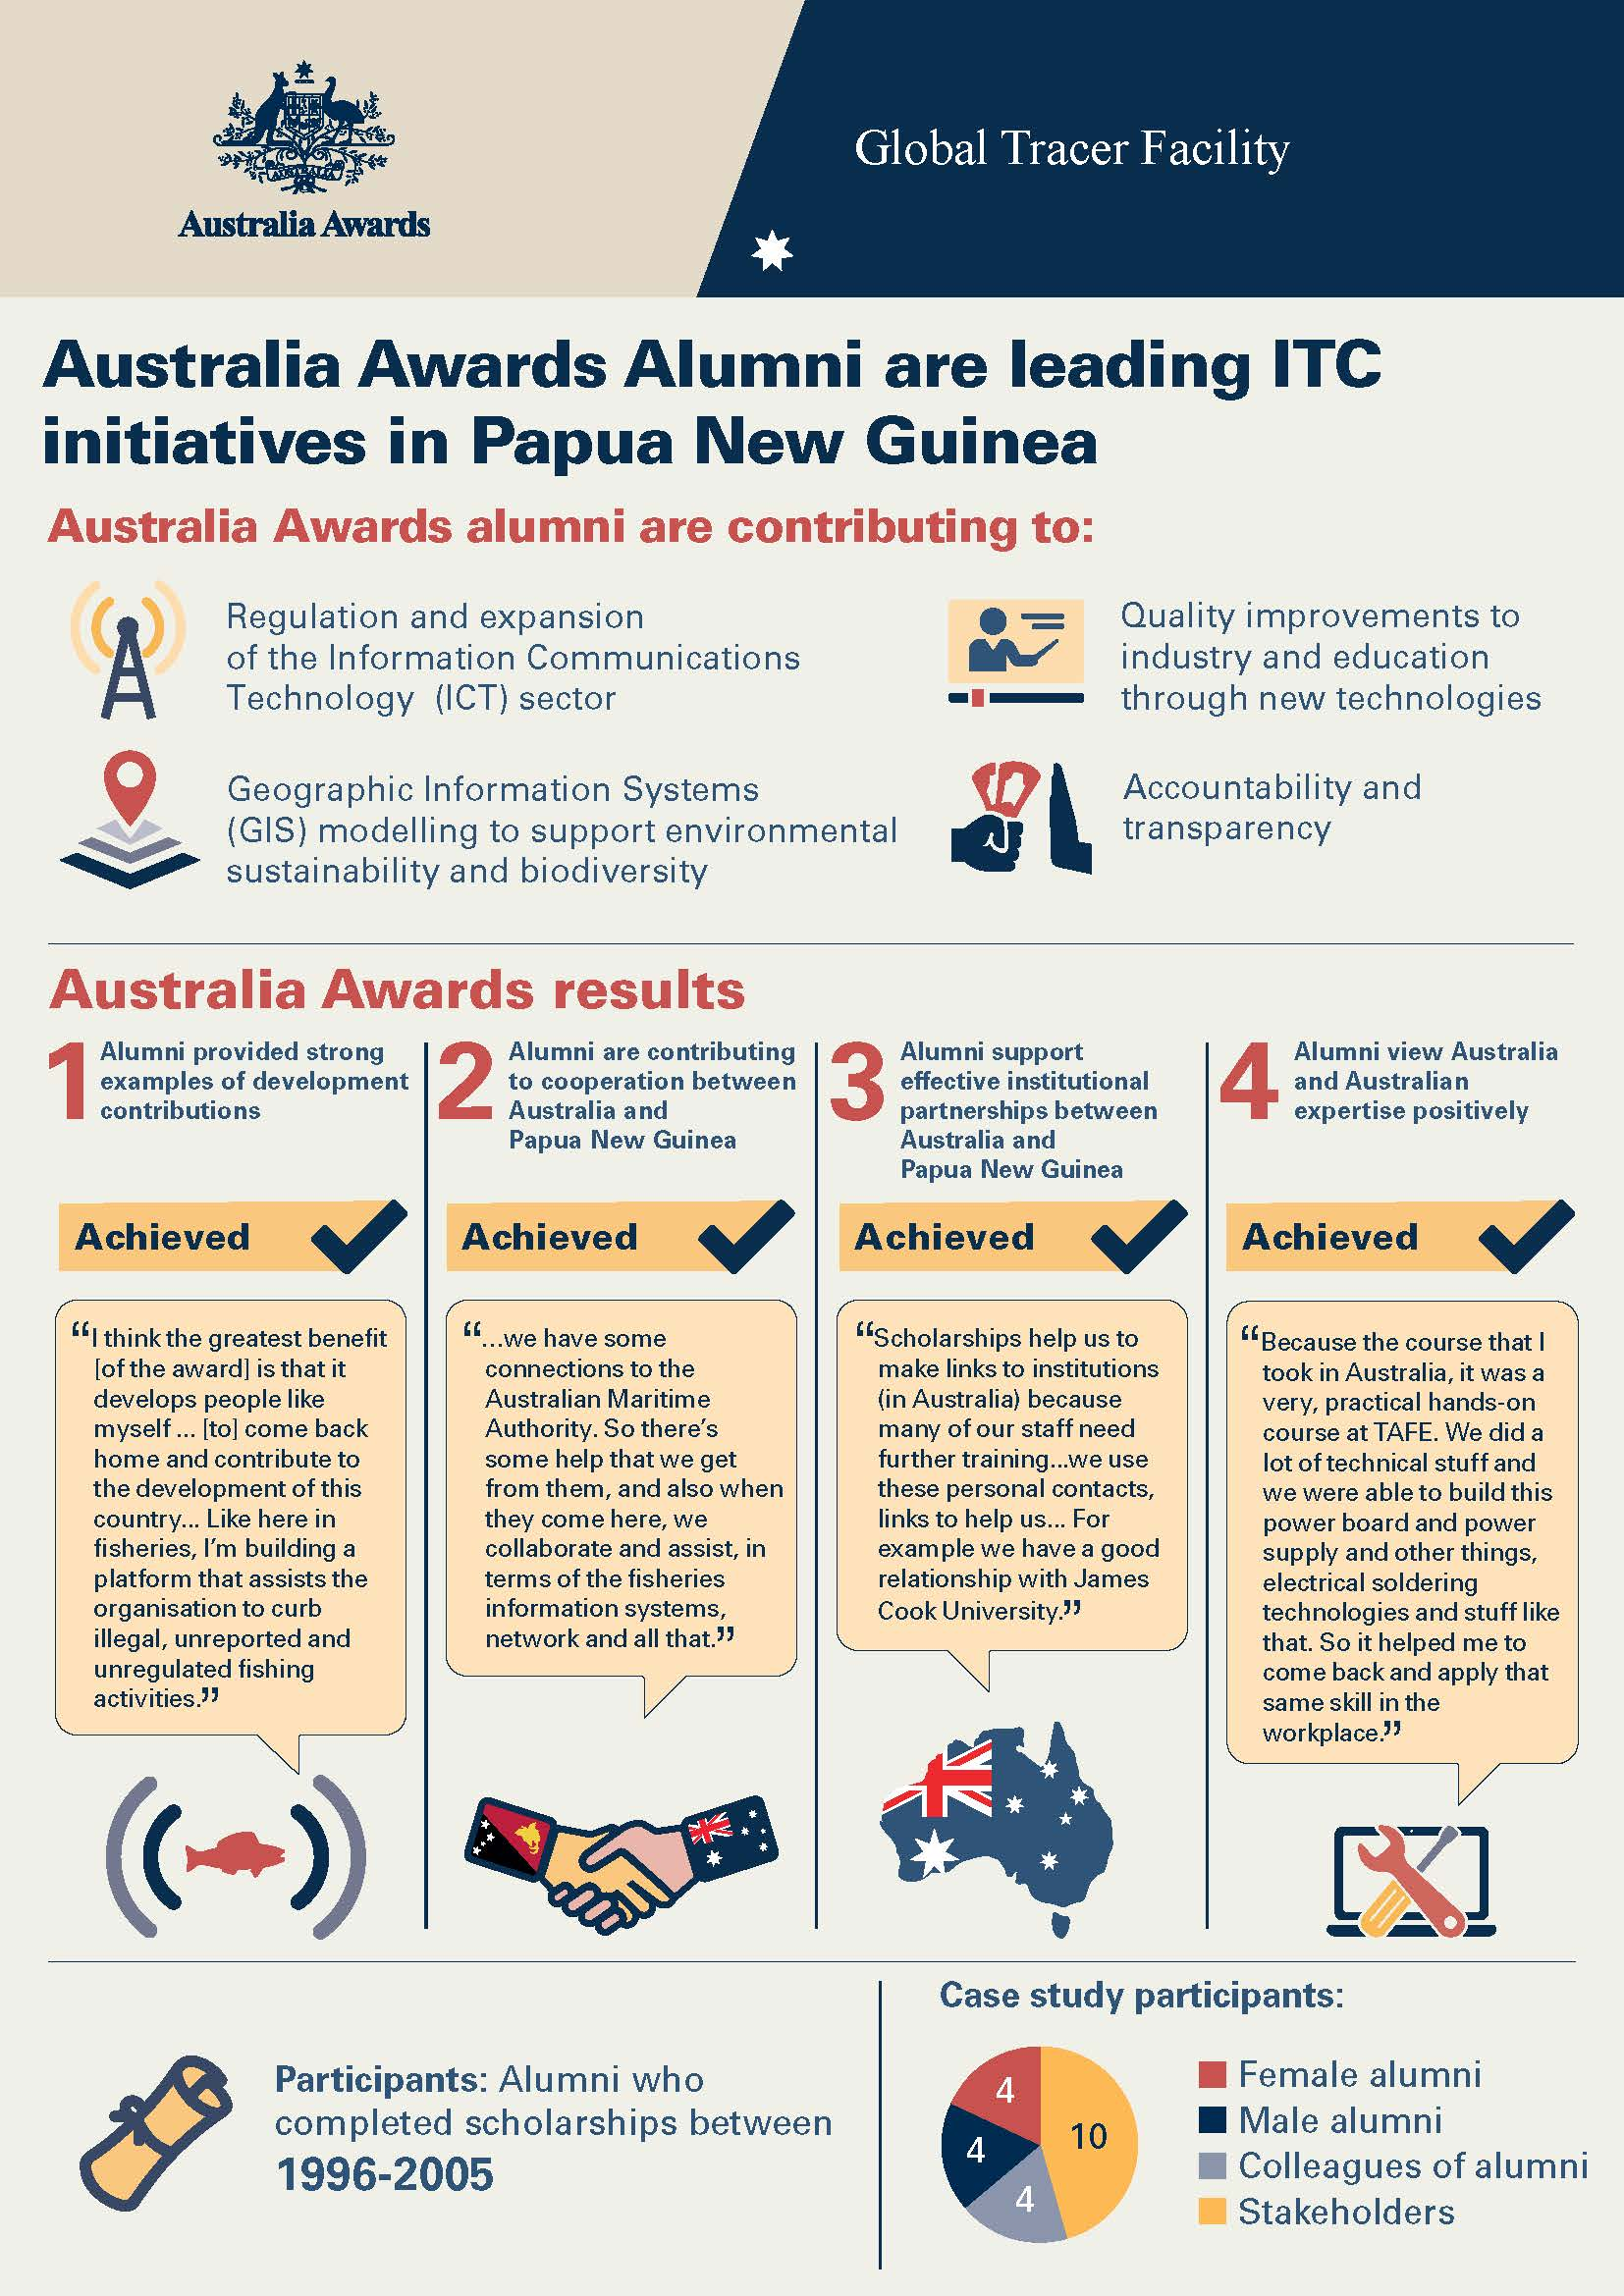 Australia Awards
Global Tracer Facility
Australia Awards Alumni are leading ITC
initiatives in Papua New Guinea
Australia Awards alumni are contributing to:
Regulation and expansion
of the Information Communications
Technology (ICT) sector
Quality improvements to
industry and education
through new technologies
Geographic Information Systems
(GIS) modelling to support environmental
sustainability and biodiversity
Accountability and
transparency
Australia Awards results
1
Alumni provided strong
examples of development
contributions
Achieved
“I think the greatest benefit
[of the award] is that it
develops people like
myself ... [to] come back
home and contribute to
the development of this
country... Like here in
fisheries, I’m building a
platform that assists the
organisation to curb
illegal, unreported and
unregulated fishing
activities.”
2
Alumni are contributing
to cooperation between
Australia and
Papua New Guinea
Achieved
“...we have some
connections to the
Australian Maritime
Authority. So there’s
some help that we get
from them, and also when
they come here, we
collaborate and assist, in
terms of the fisheries
information systems,
network and all that.”
3
Alumni support
effective institutional
partnerships between
Australia and
Papua New Guinea
Achieved
“Scholarships help us to
make links to institutions
(in Australia) because
many of our staff need
further training...we use
these personal contacts,
links to help us... For
example we have a good
relationship with James
Cook University.”
4
Alumni view Australia
and Australian
expertise positively
Achieved
“Because the course that I
took in Australia, it was a
very, practical hands-on
course at TAFE. We did a
lot of technical stuff and
we were able to build this
power board and power
supply and other things,
electrical soldering
technologies and stuff like
that. So it helped me to
come back and apply that
same skill in the
workplace.”
Participants: Alumni who
completed scholarships between
1996-2005
Case study participants:
4
10
4
4
Female alumni
Male alumni
Colleagues of alumni
Stakeholders